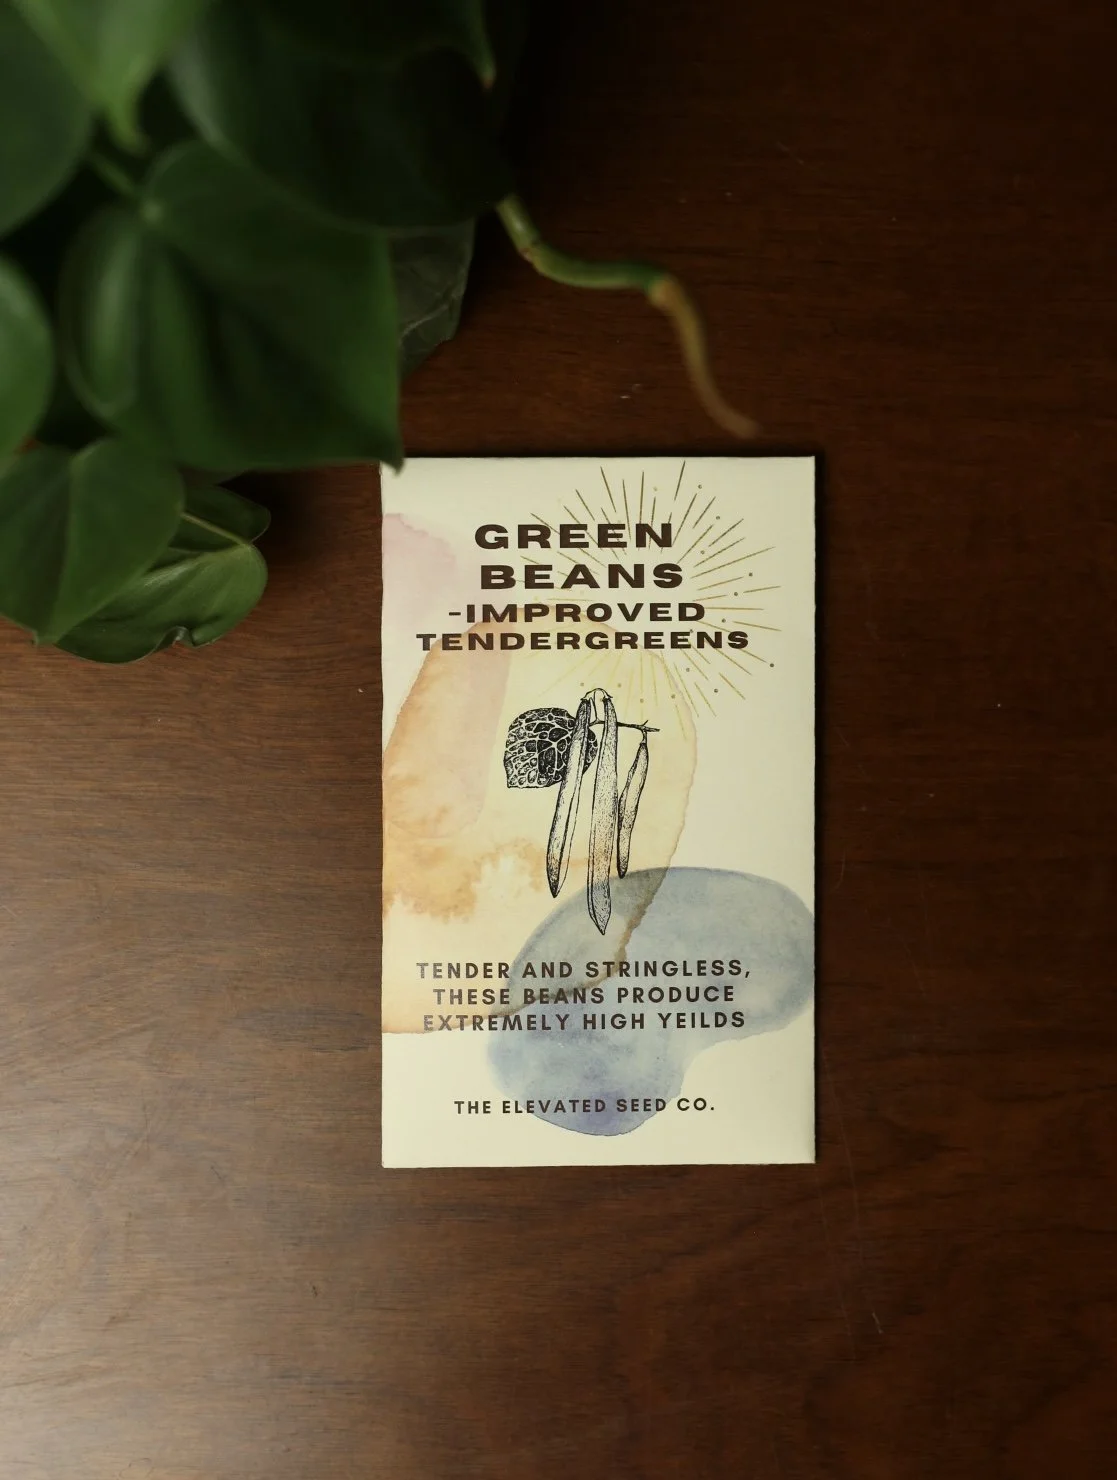 GREEN
BEANS
-IMPROVED
TENDERGREENS
TENDER AND STRINGLESS,
THESE BEANS PRODUCE
EXTREMELY HIGH YEILDS
THE ELEVATED SEED CO.